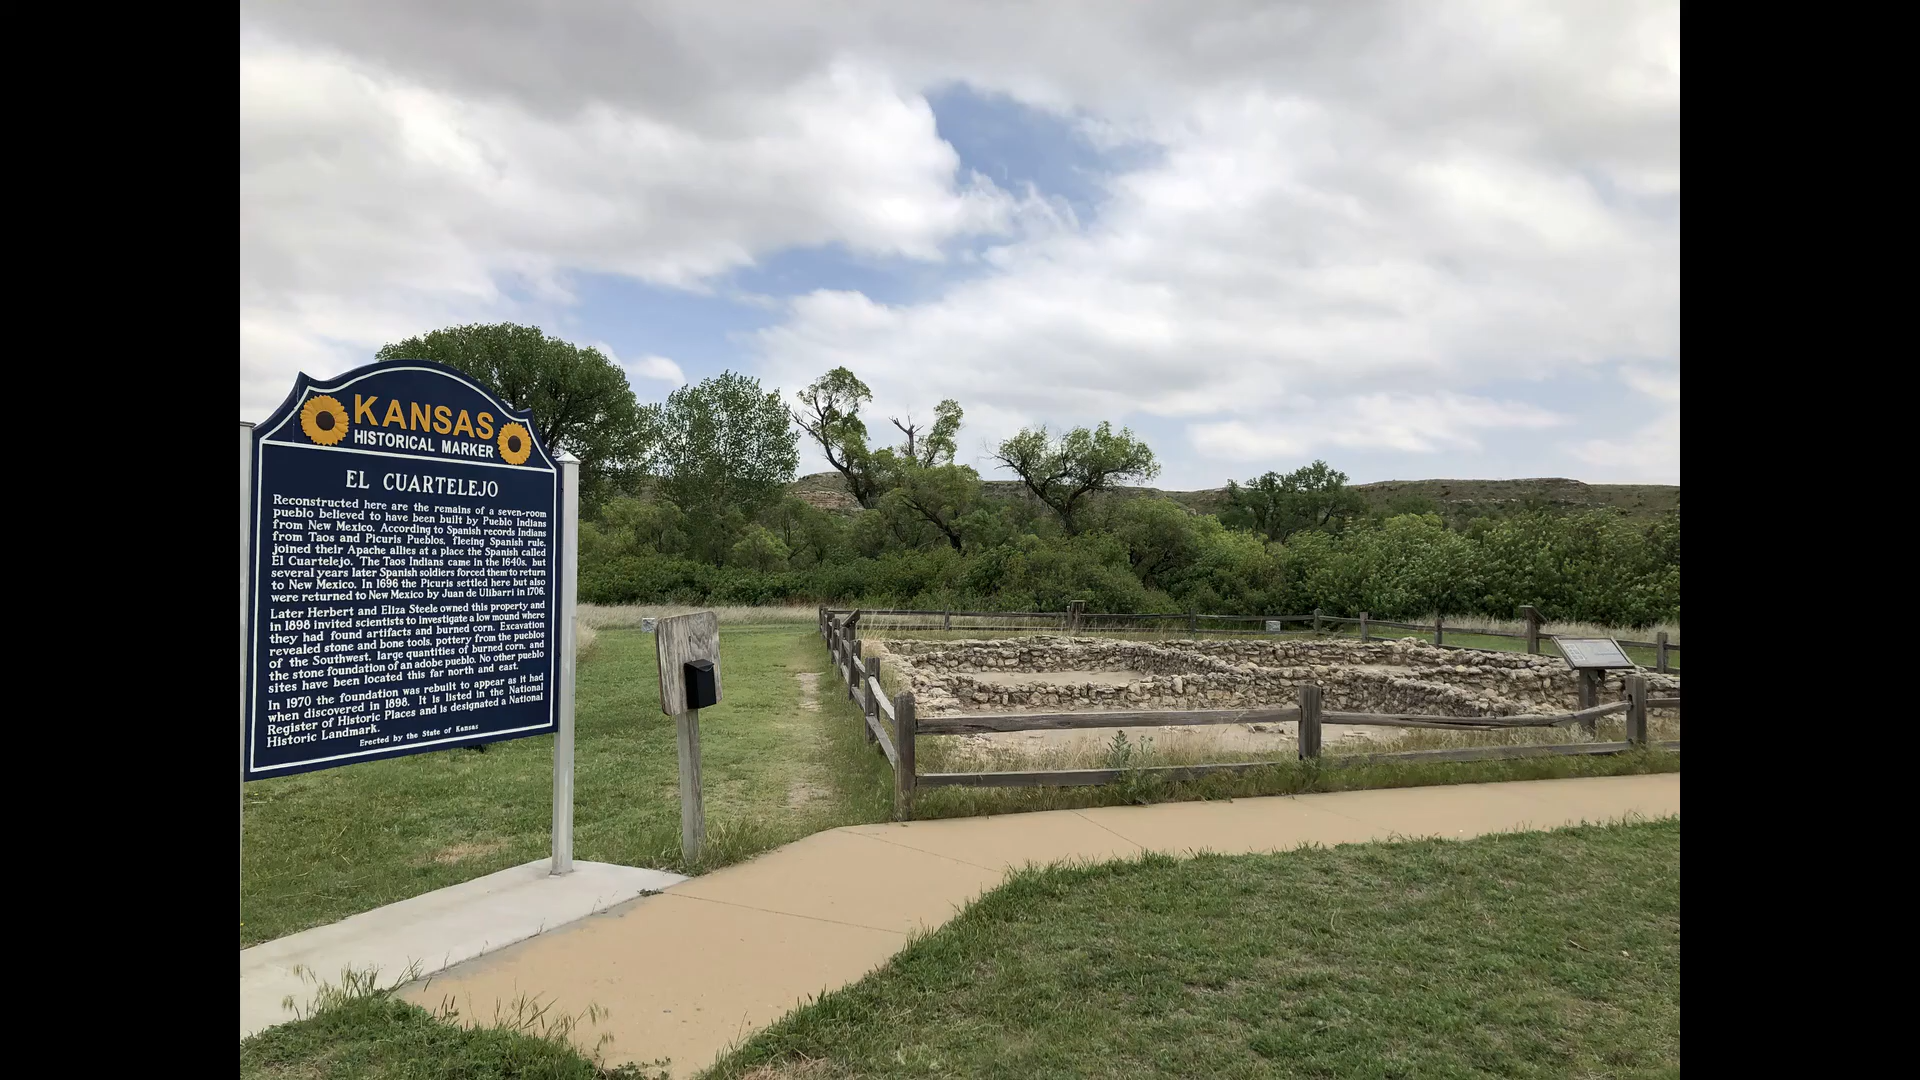 KANSAS
HISTORICAL MARKER
EL CUARTELEJO
Reconstructed here are the remains of a seven-room
pueblo believed to have been built by Pueblo Indians
from New Mexico. According to Spanish records Indians
from Taos and Picuris Pueblos, fleeing Spanish rule,
joined their Apache allies at a place the Spanish called
El Cuartelejo. The Taos Indians came in the 1640s, but
several years later Spanish soldiers forced them to return
to New Mexico. In 1696 the Picuris settled here but also
were returned to New Mexico by Juan de Ulibarri in 1706.
Later Herbert and Eliza Steele owned this property and
in 1898 invited scientists to investigate a low mound where
they had found artifacts and burned corn. Excavation
revealed stone and bone tools, pottery from the pueblos
of the Southwest, large quantities of burned corn, and
the stone foundation of an adobe pueblo. No other pueblo
sites have been located this far north and east.
In 1970 the foundation was rebuilt to appear as it had
when discovered in 1898. It is listed in the National
Register of Historic Places and is designated a National
Historic Landmark.
Erected by the State of Kansas